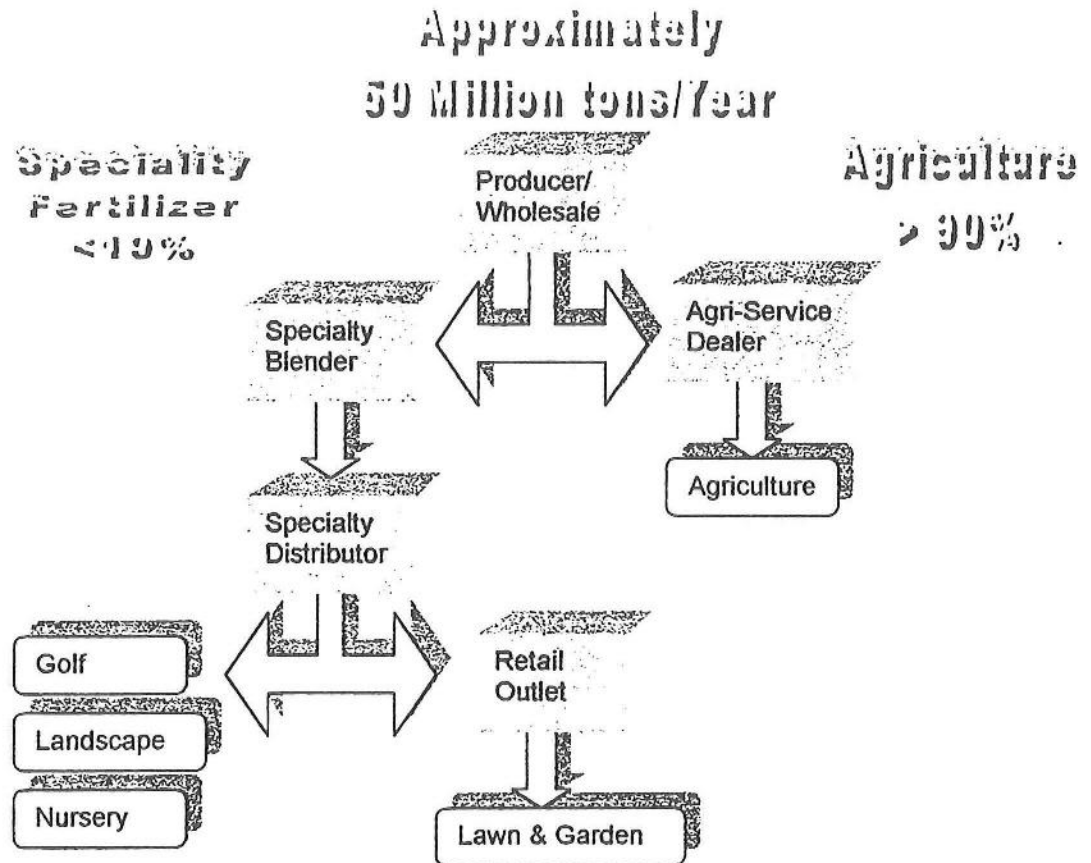 Approximately
50 Million tons/Year
Speciality
Fertilizer
<10%
Agriculture
> 90%
Producer/
Wholesale
Specialty
Blender
Agri-Service
Dealer
Agriculture
Specialty
Distributor
Golf
Landscape
Nursery
Retail
Outlet
Lawn & Garden